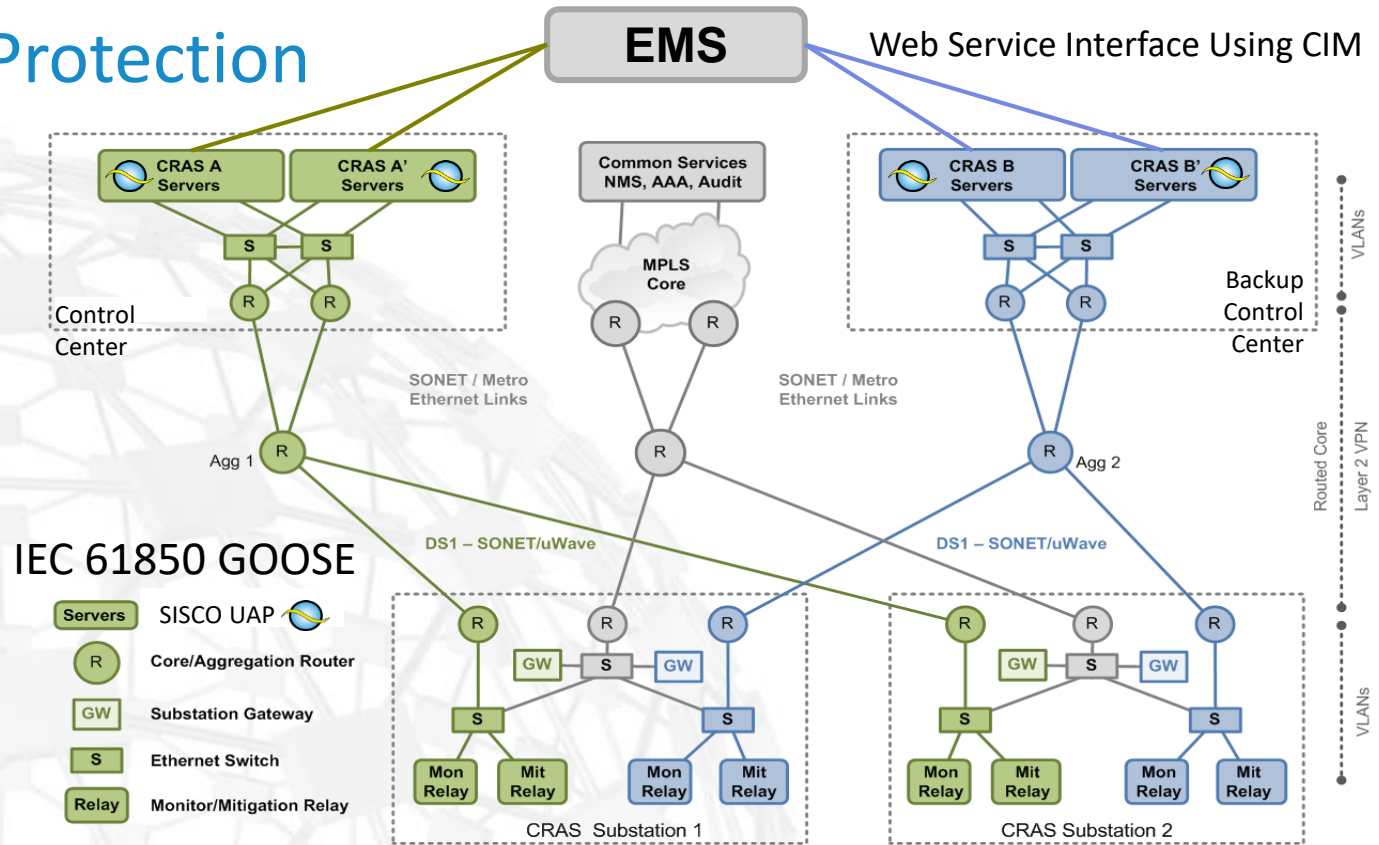 Protection
EMS
Web Service Interface Using CIM
CRAS A
Servers
CRAS A’
Servers
Common Services
NMS, AAA, Audit
CRAS B
Servers
CRAS B’
Servers
S
S
S
S
MPLS
Core
R
R
R
R
R
R
Control
Center
Backup
Control
Center
VLANs
SONET / Metro
Ethernet Links
SONET / Metro
Ethernet Links
Agg 1
R
R
R
Agg 2
Routed Core
Layer 2 VPN
DS1 – SONET/uWave
DS1 – SONET/uWave
IEC 61850 GOOSE
Servers
SISCO UAP
R
Core/Aggregation Router
GW
Substation Gateway
S
Ethernet Switch
Relay
Monitor/Mitigation Relay
R
R
R
GW
S
GW
S
S
Mon
Relay
Mit
Relay
Mon
Relay
Mit
Relay
CRAS Substation 1
R
R
R
GW
S
GW
S
S
Mon
Relay
Mit
Relay
Mon
Relay
Mit
Relay
CRAS Substation 2
VLANs